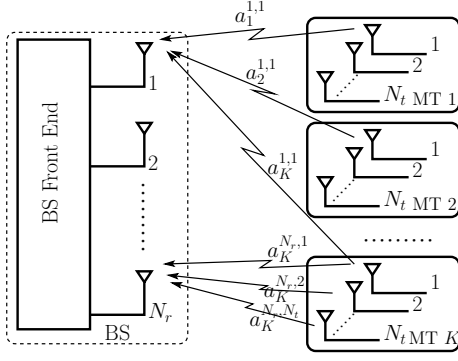 BS Front End
BS
1
2
N_r
a_1^{1,1}
a_2^{1,1}
a_K^{1,1}
a_K^{N_r,1}
a_K^{N_r,2}
a_K^{N_r,N_t}
1
2
N_t MT 1
1
2
N_t MT 2
1
2
N_t MT K